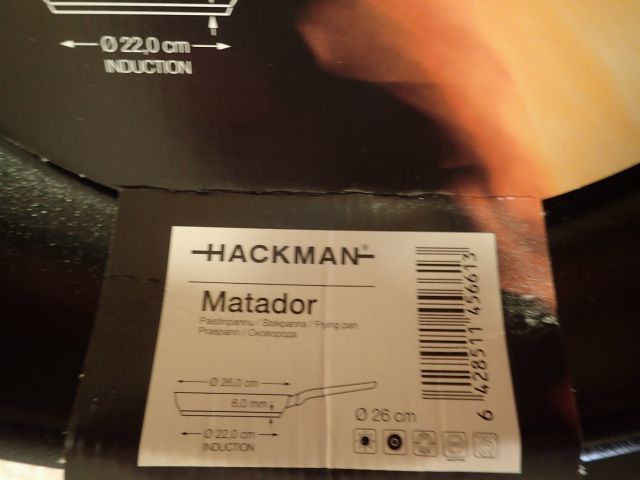 Ø 22,0 cm
INDUCTION
HACKMAN®
Matador
Paistinpannu / Stekpanna / Frying pan
Praepann / Сковорода
Ø 26,0 cm
6,0 mm
Ø 22,0 cm
INDUCTION
Ø 26 cm
6 428511 456613